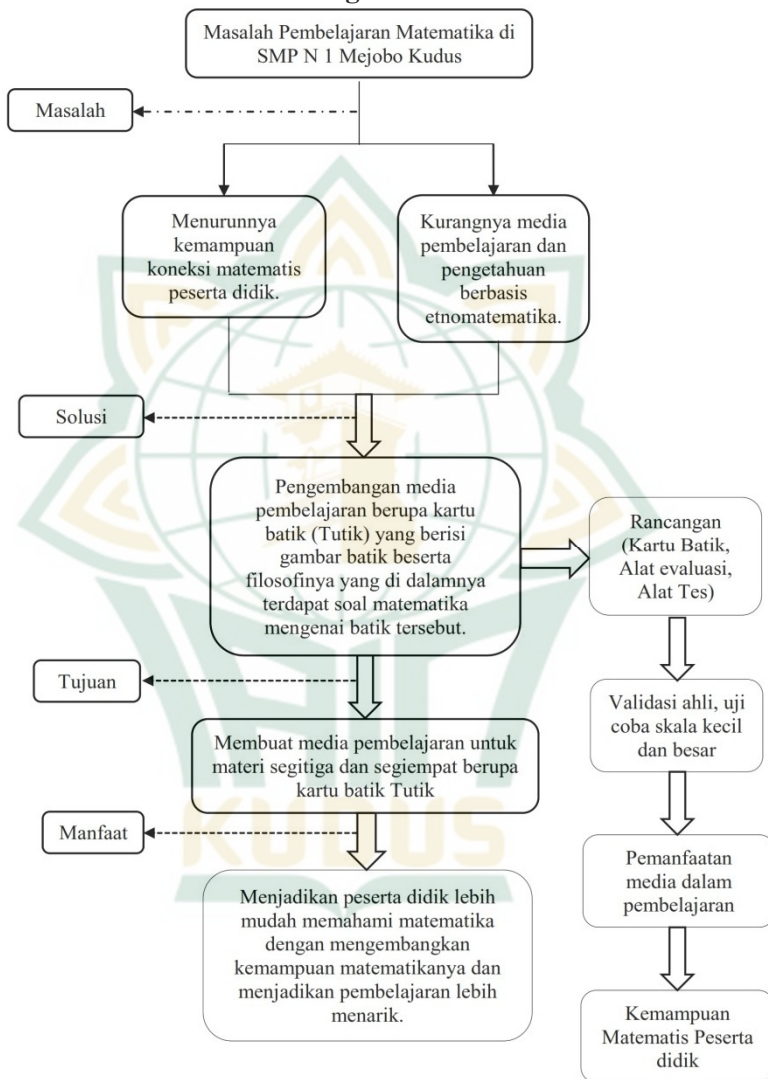 Masalah Pembelajaran Matematika di
SMP N 1 Mejobo Kudus
Masalah
Menurunnya
kemampuan
koneksi matematis
peserta didik.
Kurangnya media
pembelajaran dan
pengetahuan
berbasis
etnomatematika.
Solusi
Pengembangan media
pembelajaran berupa kartu
batik (Tutik) yang berisi
gambar batik beserta
filosofinya yang di dalamnya
terdapat soal matematika
mengenai batik tersebut.
Rancangan
(Kartu Batik,
Alat evaluasi,
Alat Tes)
Tujuan
Validasi ahli, uji
coba skala kecil
dan besar
Membuat media pembelajaran untuk
materi segitiga dan segiempat berupa
kartu batik Tutik
Manfaat
Pemanfaatan
media dalam
pembelajaran
Menjadikan peserta didik lebih
mudah memahami matematika
dengan mengembangkan
kemampuan matematikanya dan
menjadikan pembelajaran lebih
menarik.
Kemampuan
Matematis Peserta
didik
KUDUS